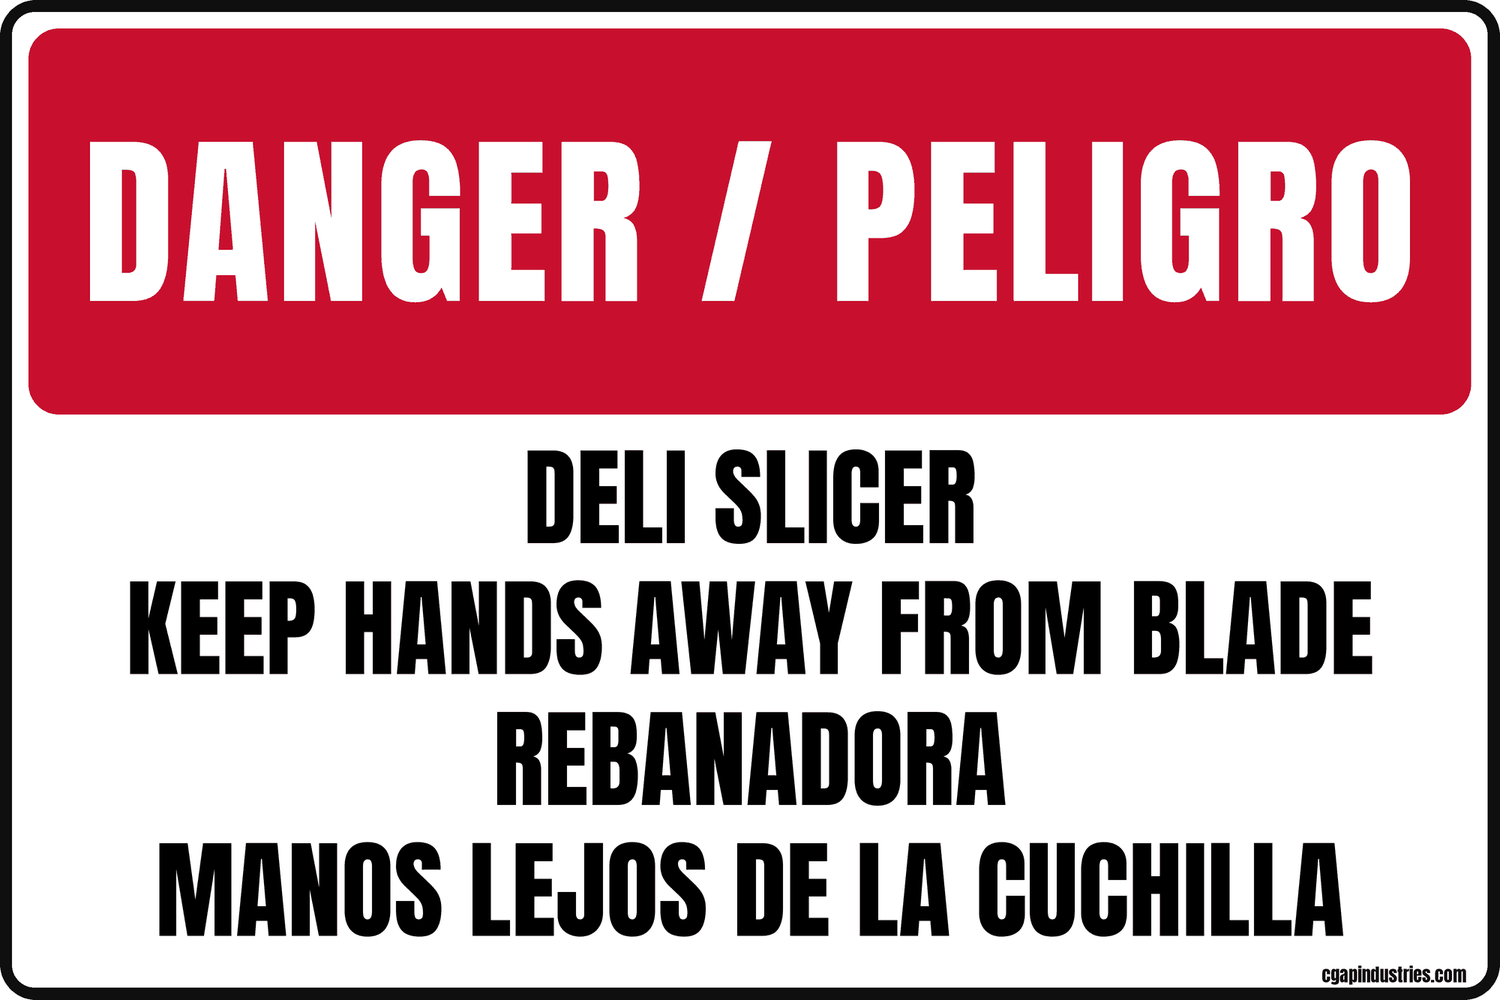 DANGER / PELIGRO
DELI SLICER
KEEP HANDS AWAY FROM BLADE
REBANADORA
MANOS LEJOS DE LA CUCHILLA
cgapindustries.com